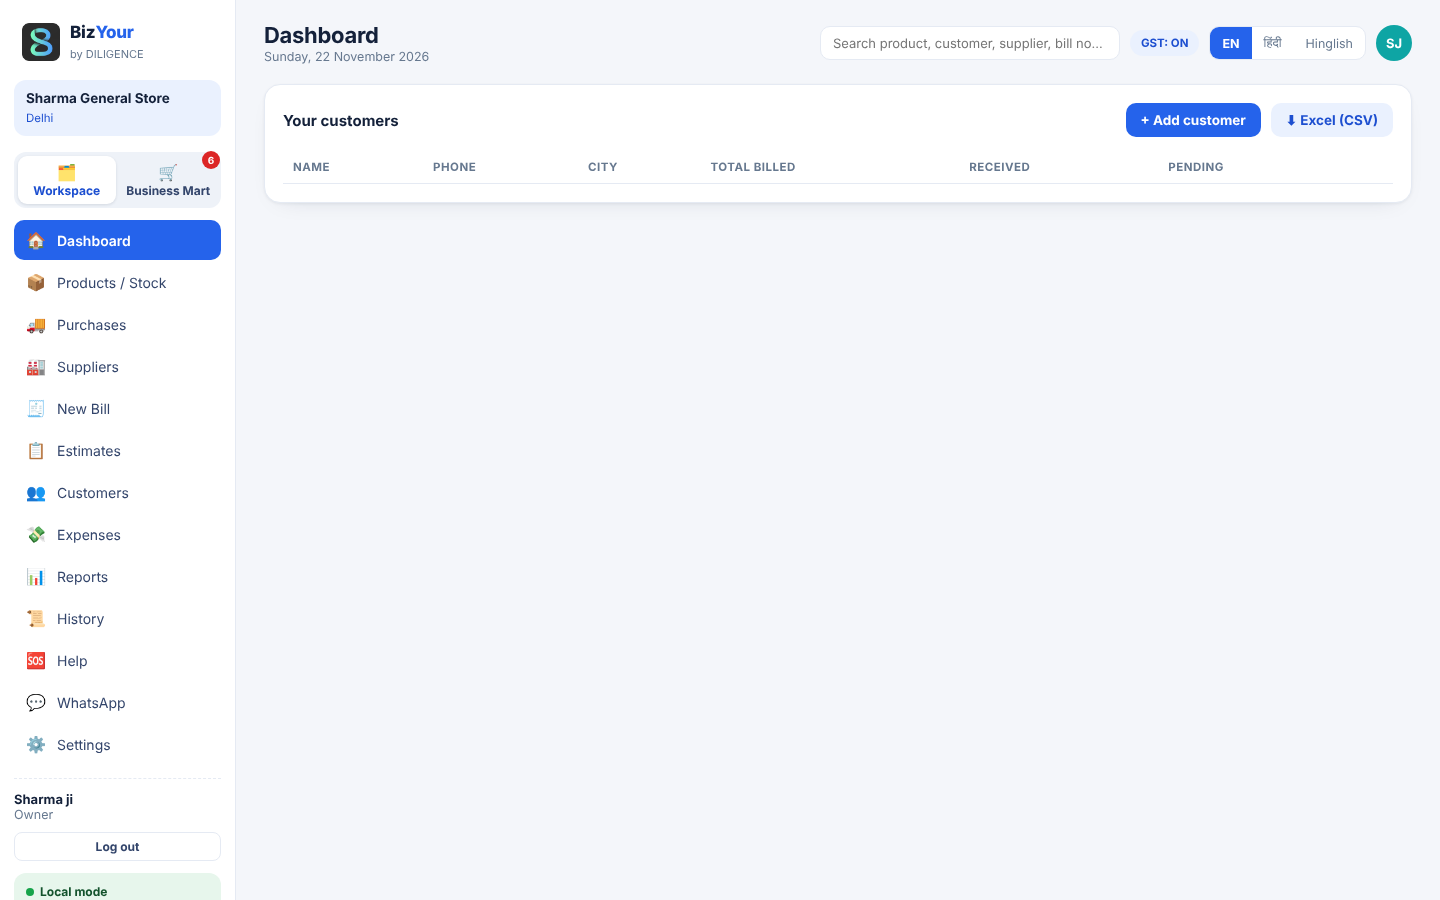 BizYour
by DILIGENCE
Sharma General Store
Delhi
Workspace
Business Mart
6
Dashboard
Products / Stock
Purchases
Suppliers
New Bill
Estimates
Customers
Expenses
Reports
History
SOS
Help
WhatsApp
Settings
Sharma ji
Owner
Log out
Local mode
Dashboard
Sunday, 22 November 2026
Search product, customer, supplier, bill no...
GST: ON
EN
हिंदी
Hinglish
SJ
Your customers
+ Add customer
⬇ Excel (CSV)
NAME PHONE CITY TOTAL BILLED RECEIVED PENDING